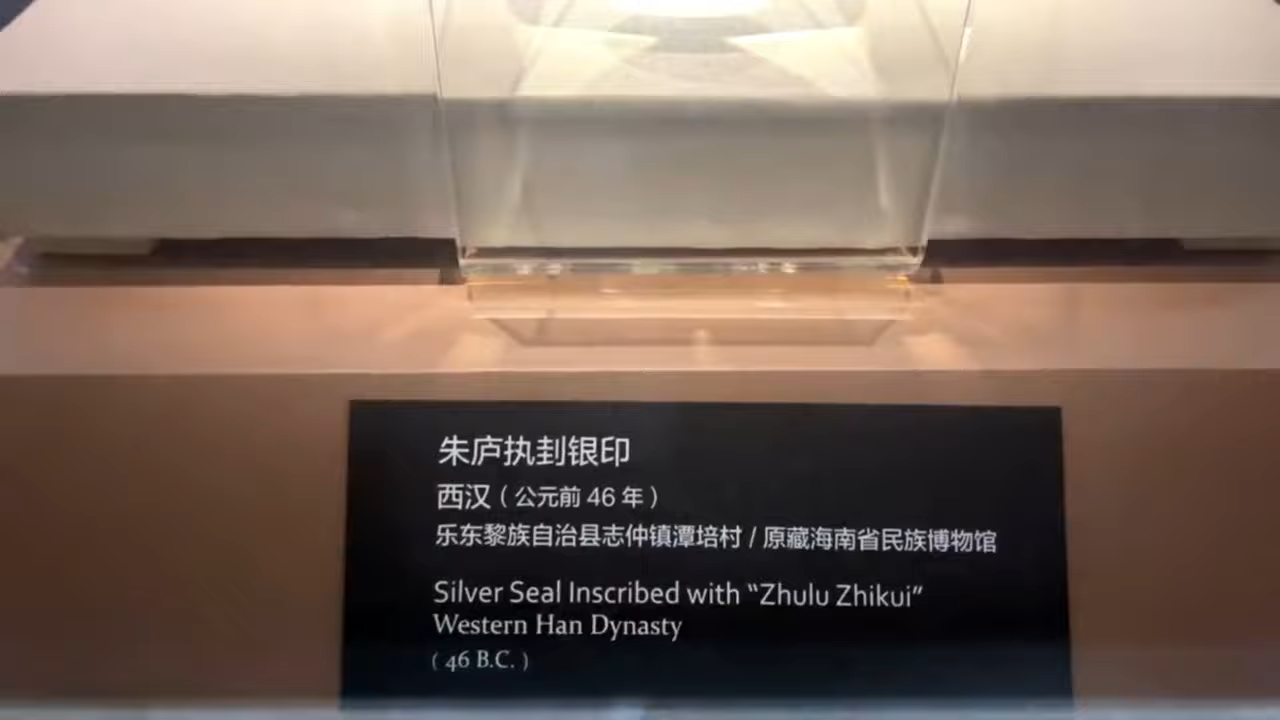 朱庐执刲银印
西汉（公元前 46 年）
乐东黎族自治县志仲镇潭培村 / 原藏海南省民族博物馆
Silver Seal Inscribed with “Zhulu Zhikui”
Western Han Dynasty
( 46 B.C. )